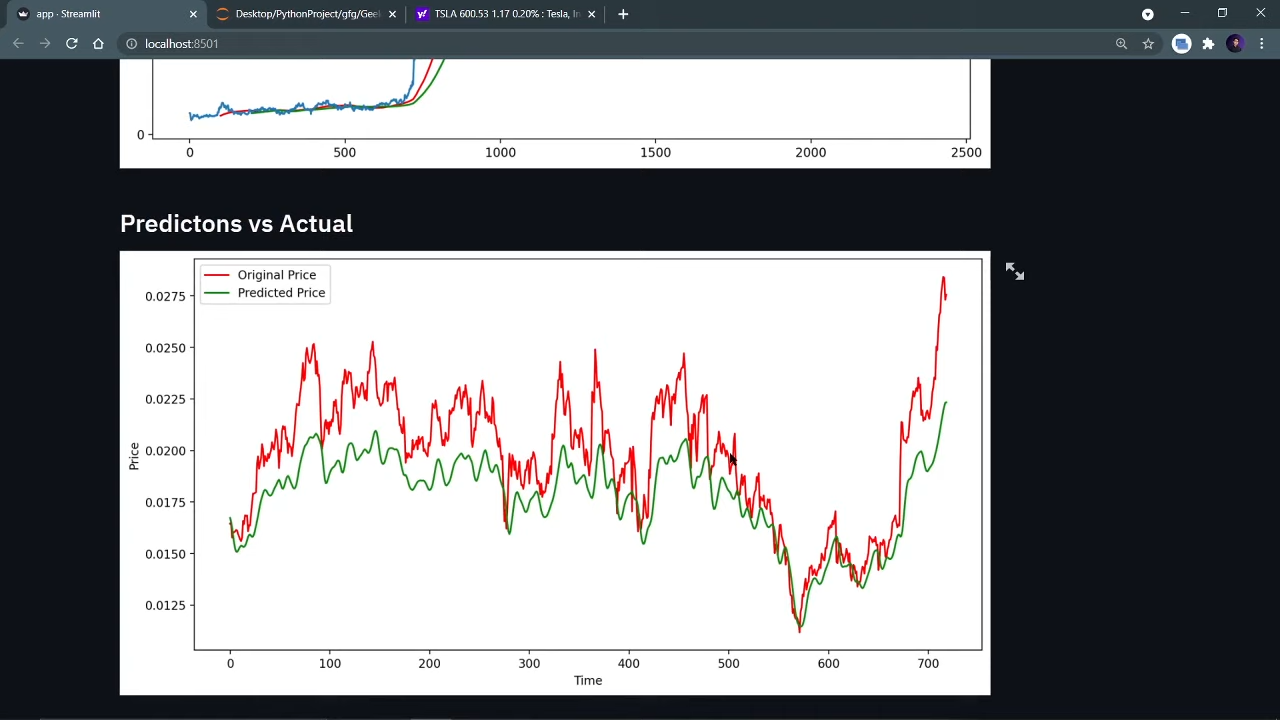 app · Streamlit
Desktop/PythonProject/gfg/Geek
TSLA 600.53 1.17 0.20% : Tesla, In
localhost:8501
0
0 500 1000 1500 2000 2500
Predictons vs Actual
Original Price
Predicted Price
0.0275
0.0250
0.0225
0.0200
0.0175
0.0150
0.0125
Price
0 100 200 300 400 500 600 700
Time